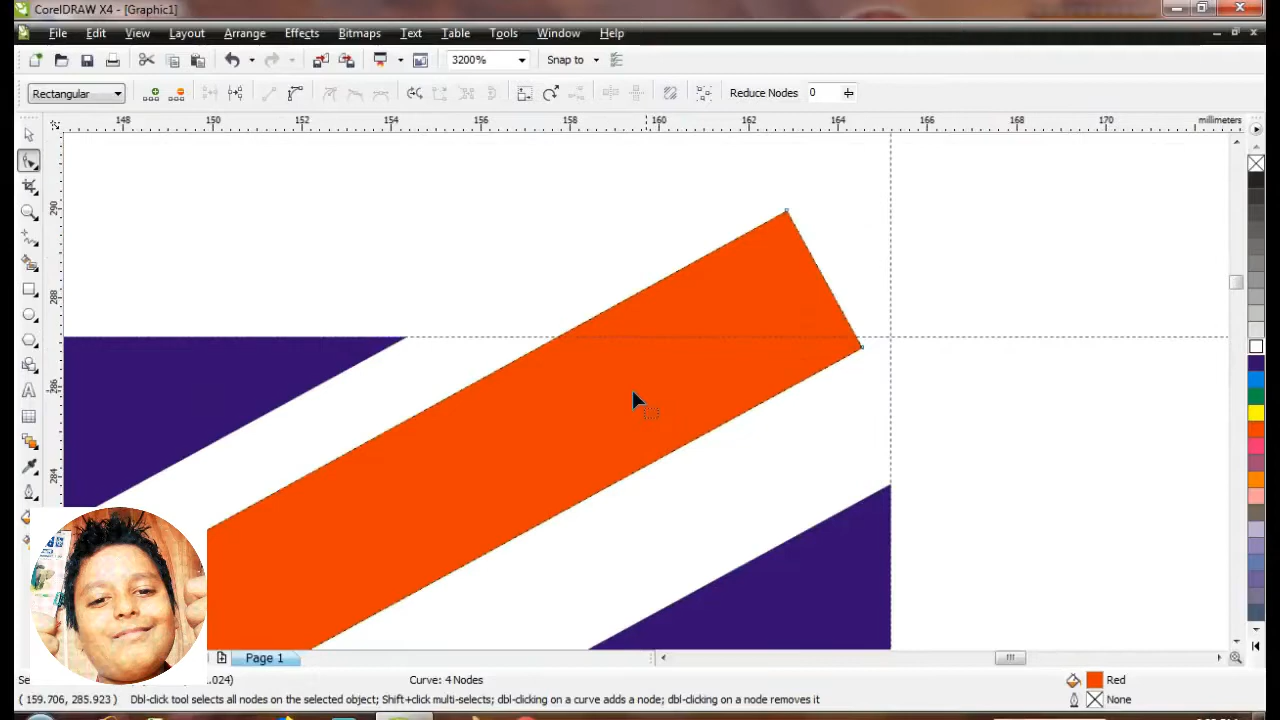 CorelDRAW X4 - [Graphic1]
File Edit View Layout Arrange Effects Bitmaps Text Table Tools Window Help
3200% Snap to
Rectangular Reduce Nodes 0
148 150 152 154 156 158 160 162 164 166 168 170 millimeters
290
288
286
284
Page 1
.024) Curve: 4 Nodes Red
( 159.706, 285.923 ) Dbl-click tool selects all nodes on the selected object; Shift+click multi-selects; dbl-clicking on a curve adds a node; dbl-clicking on a node removes it None